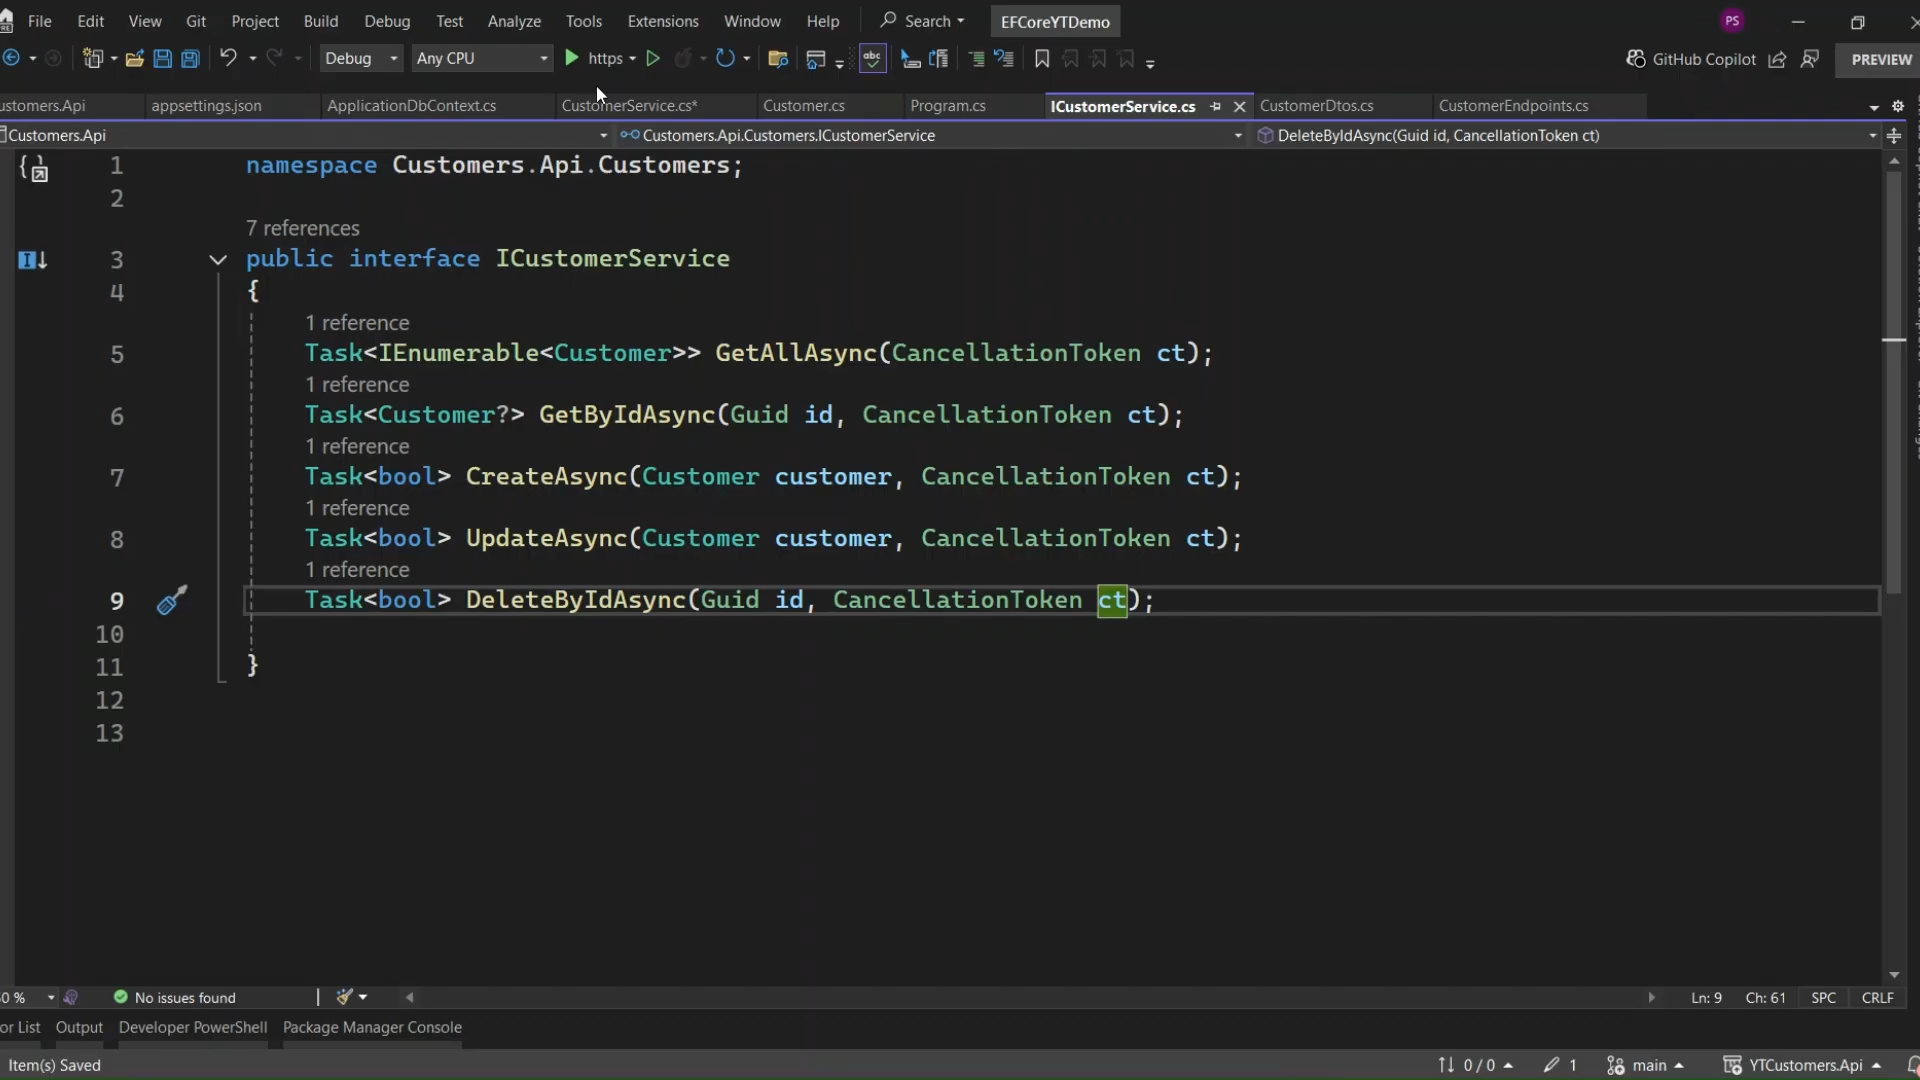 File Edit View Git Project Build Debug Test Analyze Tools Extensions Window Help Search EFCoreYTDemo PS
Debug Any CPU https abc GitHub Copilot PREVIEW
ustomers.Api appsettings.json ApplicationDbContext.cs CustomerService.cs* Customer.cs Program.cs ICustomerService.cs CustomerDtos.cs CustomerEndpoints.cs
Customers.Api Customers.Api.Customers.ICustomerService DeleteByIdAsync(Guid id, CancellationToken ct)
1 namespace Customers.Api.Customers;
2
7 references
3 public interface ICustomerService
4 {
1 reference
5 Task<IEnumerable<Customer>> GetAllAsync(CancellationToken ct);
1 reference
6 Task<Customer?> GetByIdAsync(Guid id, CancellationToken ct);
1 reference
7 Task<bool> CreateAsync(Customer customer, CancellationToken ct);
1 reference
8 Task<bool> UpdateAsync(Customer customer, CancellationToken ct);
1 reference
9 Task<bool> DeleteByIdAsync(Guid id, CancellationToken ct);
10
11 }
12
13
0 % No issues found Ln: 9 Ch: 61 SPC CRLF
or List Output Developer PowerShell Package Manager Console
Item(s) Saved 0 / 0 1 main YTCustomers.Api